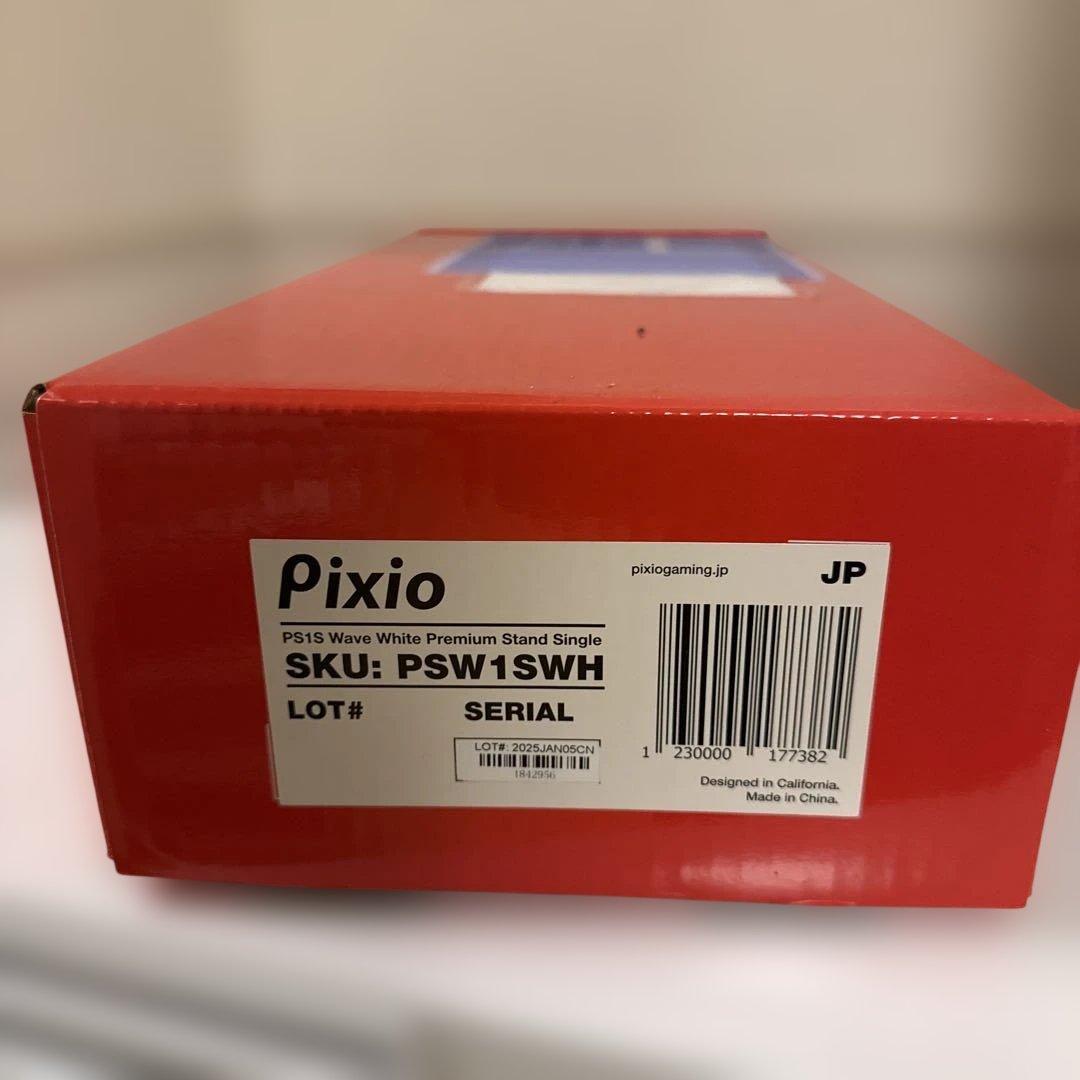 Pixio
PS1S Wave White Premium Stand Single
SKU: PSW1SWH
LOT# SERIAL
LOT#: 2025JAN05CN
1842956
pixiogaming.jp JP
1 230000 177382
Designed in California.
Made in China.